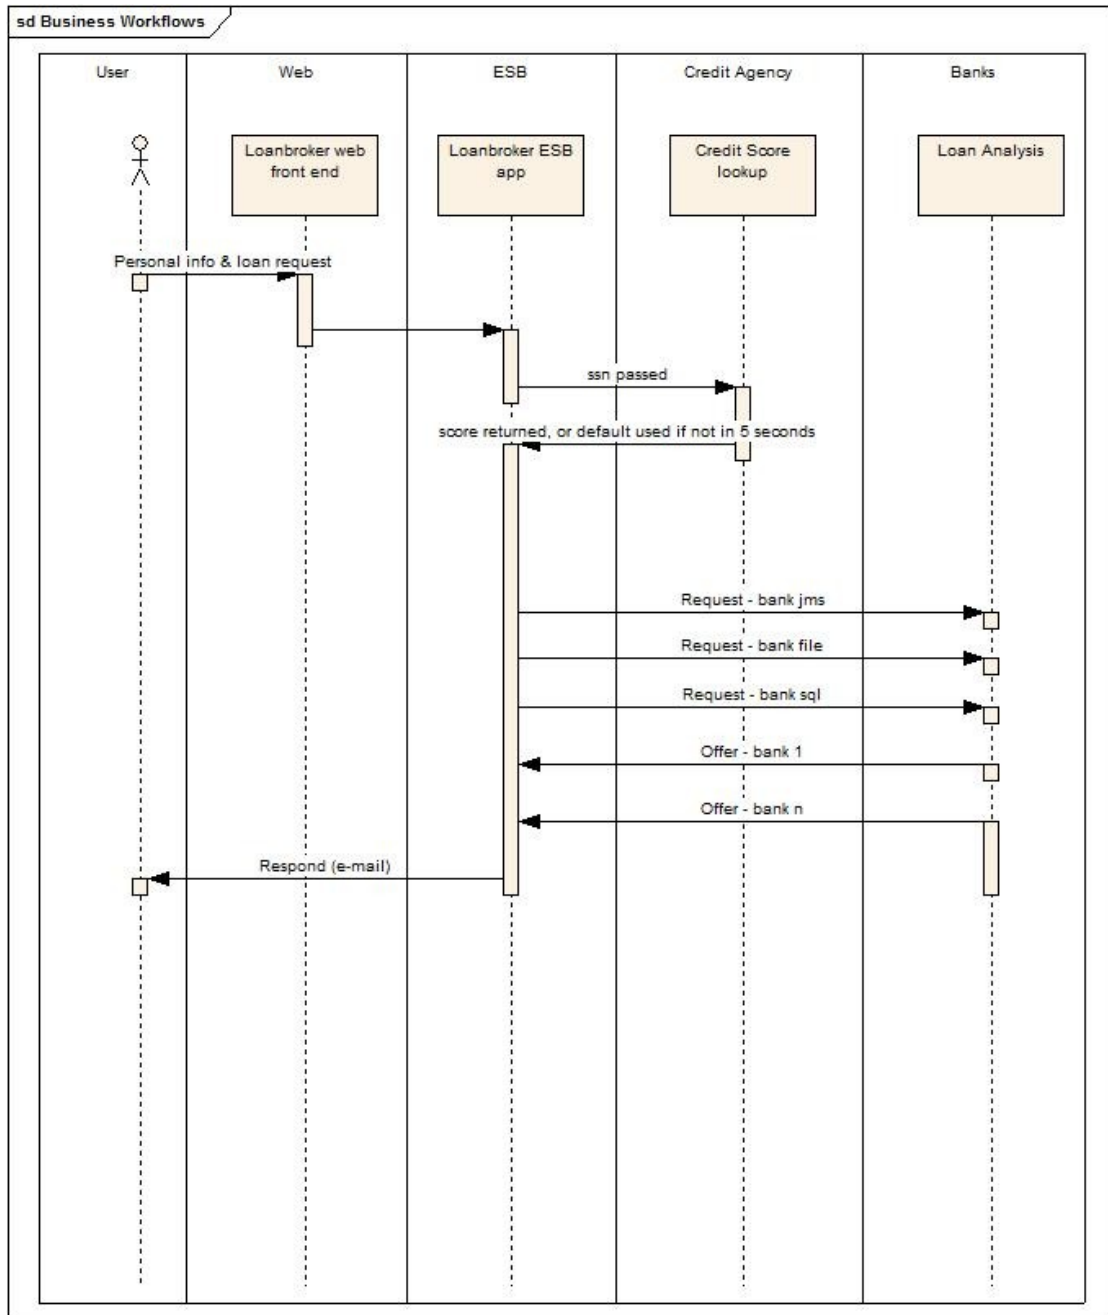 sd Business Workflows
User
Web
ESB
Credit Agency
Banks
Loanbroker web
front end
Loanbroker ESB
app
Credit Score
lookup
Loan Analysis
Personal info & loan request
ssn passed
score returned, or default used if not in 5 seconds
Request - bank jms
Request - bank file
Request - bank sql
Offer - bank 1
Offer - bank n
Respond (e-mail)